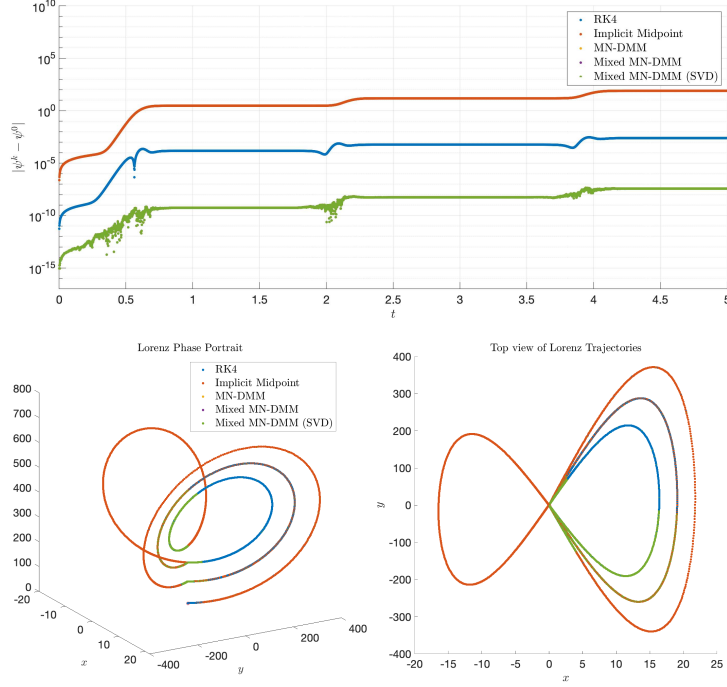 10^10
10^5
10^0
10^-5
10^-10
10^-15
|ψ^k − ψ^0|
RK4
Implicit Midpoint
MN-DMM
Mixed MN-DMM
Mixed MN-DMM (SVD)
0 0.5 1 1.5 2 2.5 3 3.5 4 4.5 5
t
Lorenz Phase Portrait
RK4
Implicit Midpoint
MN-DMM
Mixed MN-DMM
Mixed MN-DMM (SVD)
800
700
600
500
400
300
200
100
0
-20
-10
0
10
20
x
-400 -200 0 200 400
y
Top view of Lorenz Trajectories
400
300
200
100
0
-100
-200
-300
-400
y
-20 -15 -10 -5 0 5 10 15 20 25
x